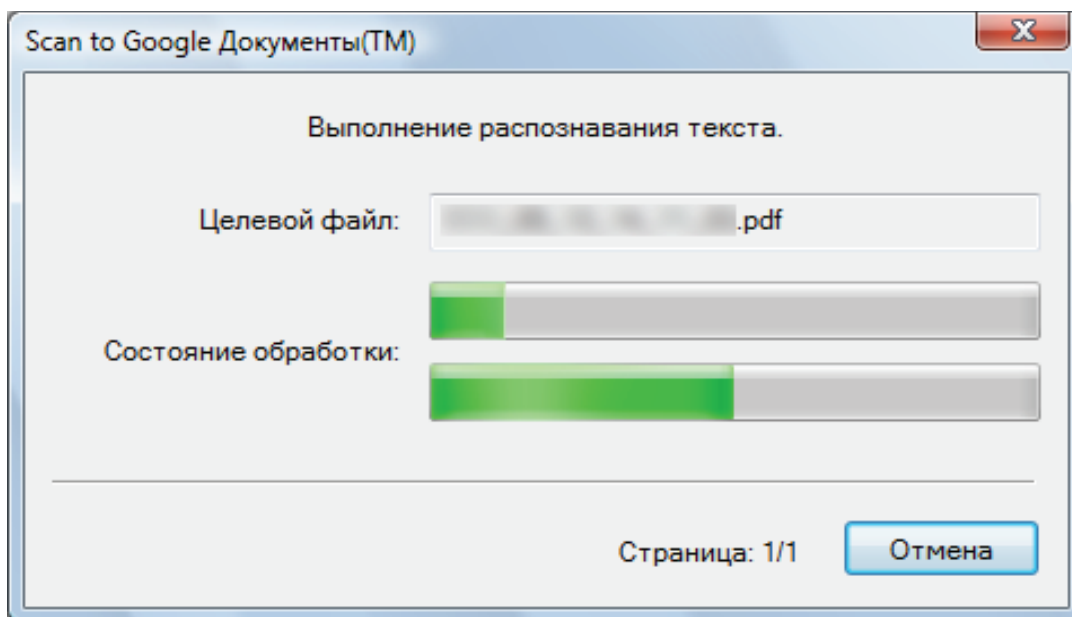 Scan to Google Документы(TM)
Выполнение распознавания текста.
Целевой файл: .pdf
Состояние обработки:
Страница: 1/1 Отмена